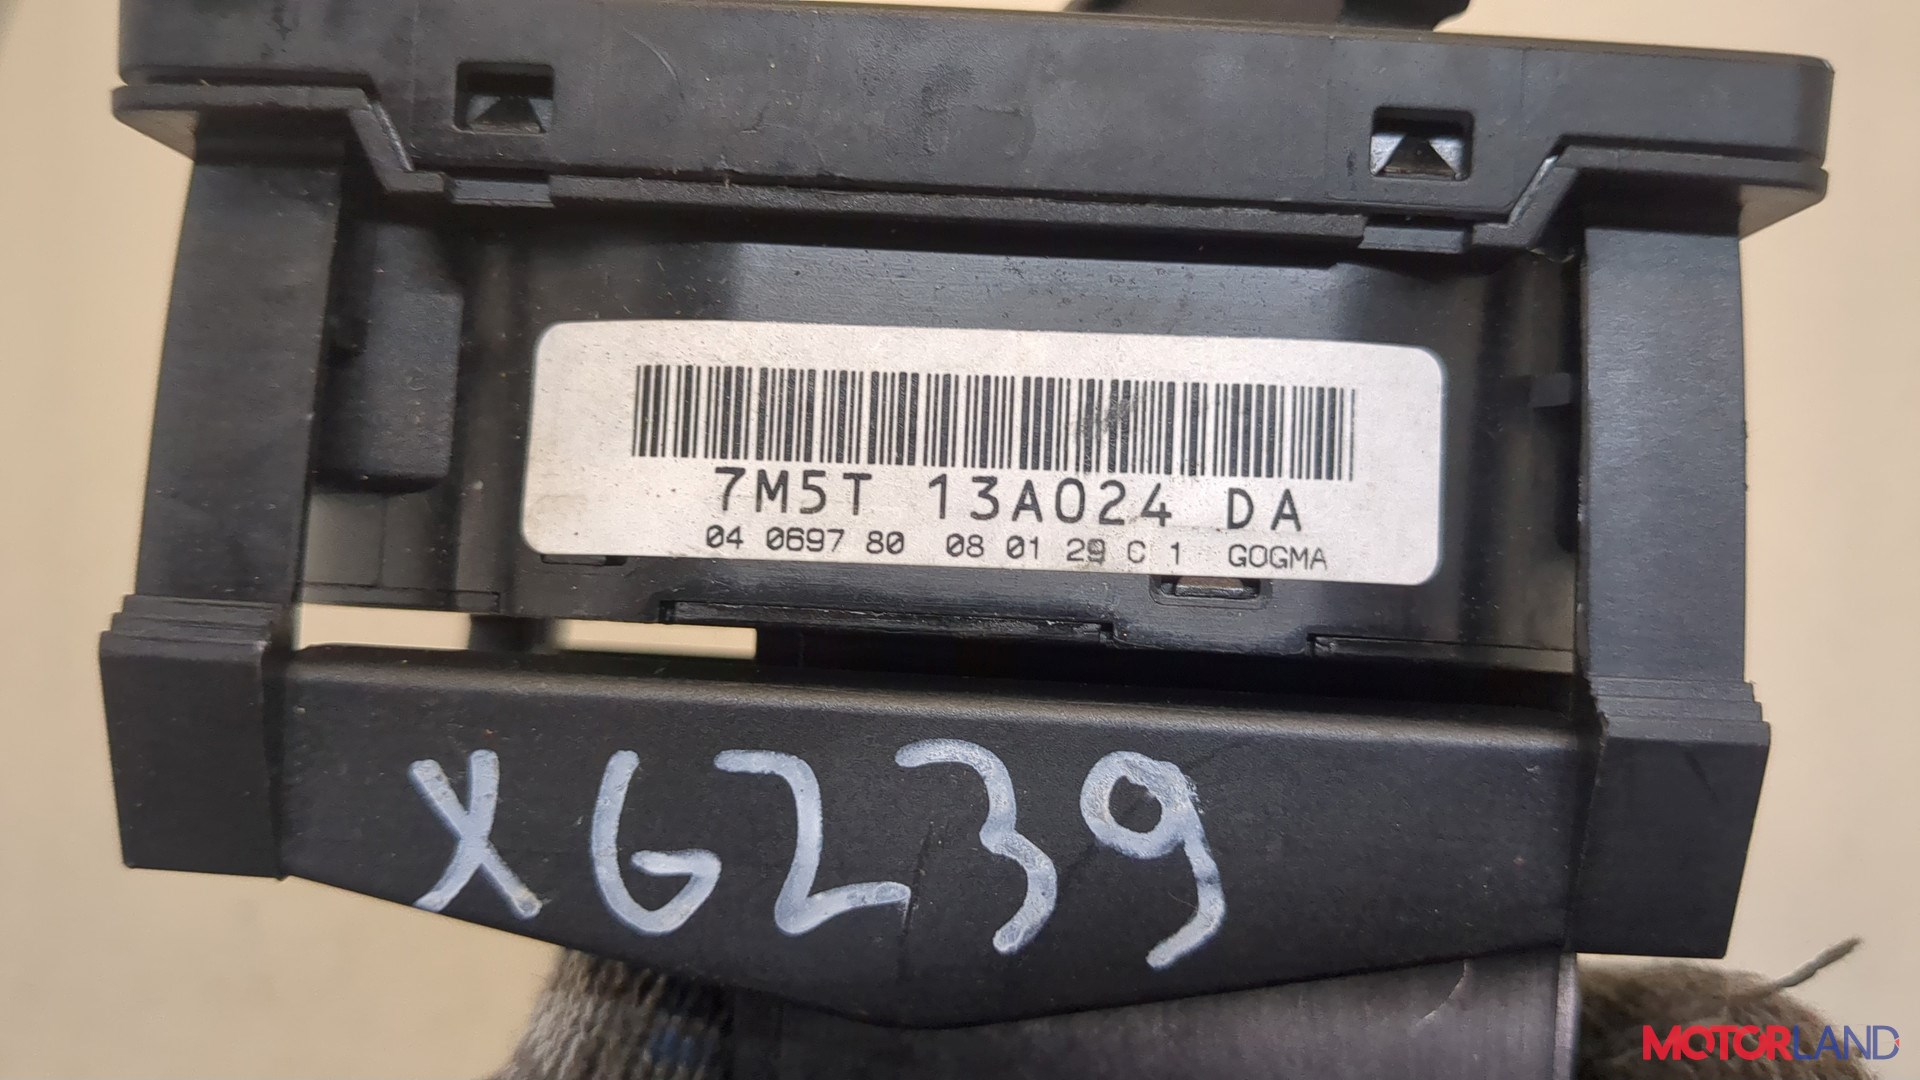 7M5T 13A024 DA
04 0697 80 08 01 29 C 1 GOGMA
XG239
MOTORLAND